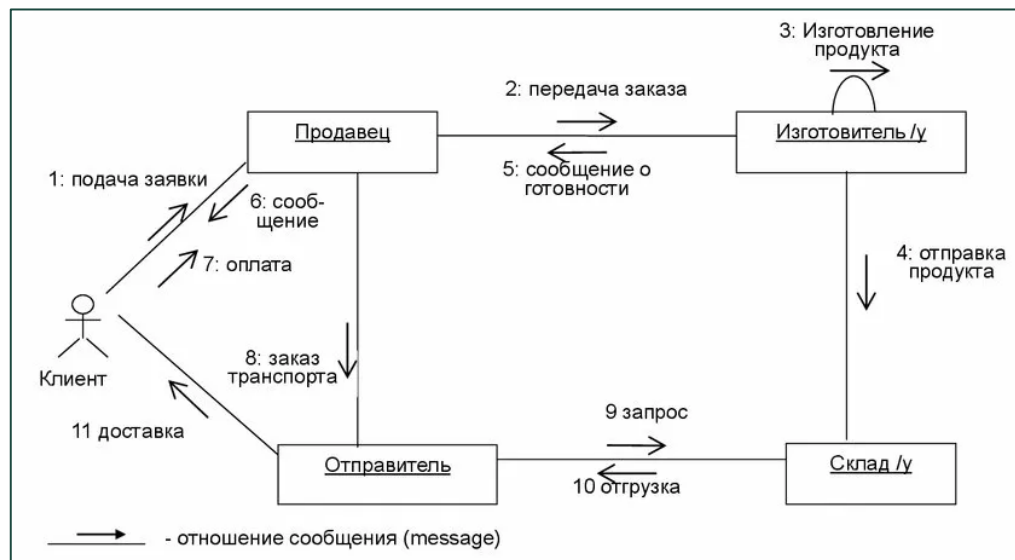 3: Изготовление
продукта
2: передача заказа
Продавец
Изготовитель /у
1: подача заявки
5: сообщение о
готовности
6: сооб-
щение
7: оплата
4: отправка
продукта
8: заказ
транспорта
Клиент
11 доставка
9 запрос
Отправитель
Склад /у
10 отгрузка
- отношение сообщения (message)